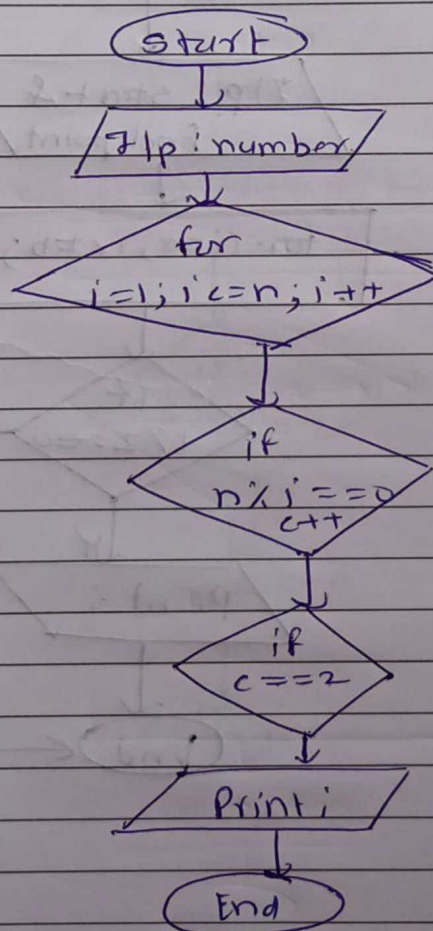 Start
I/p : number
for
i=1; i<=n; i++
if
n%i==0
c++
if
c==2
Print i
End